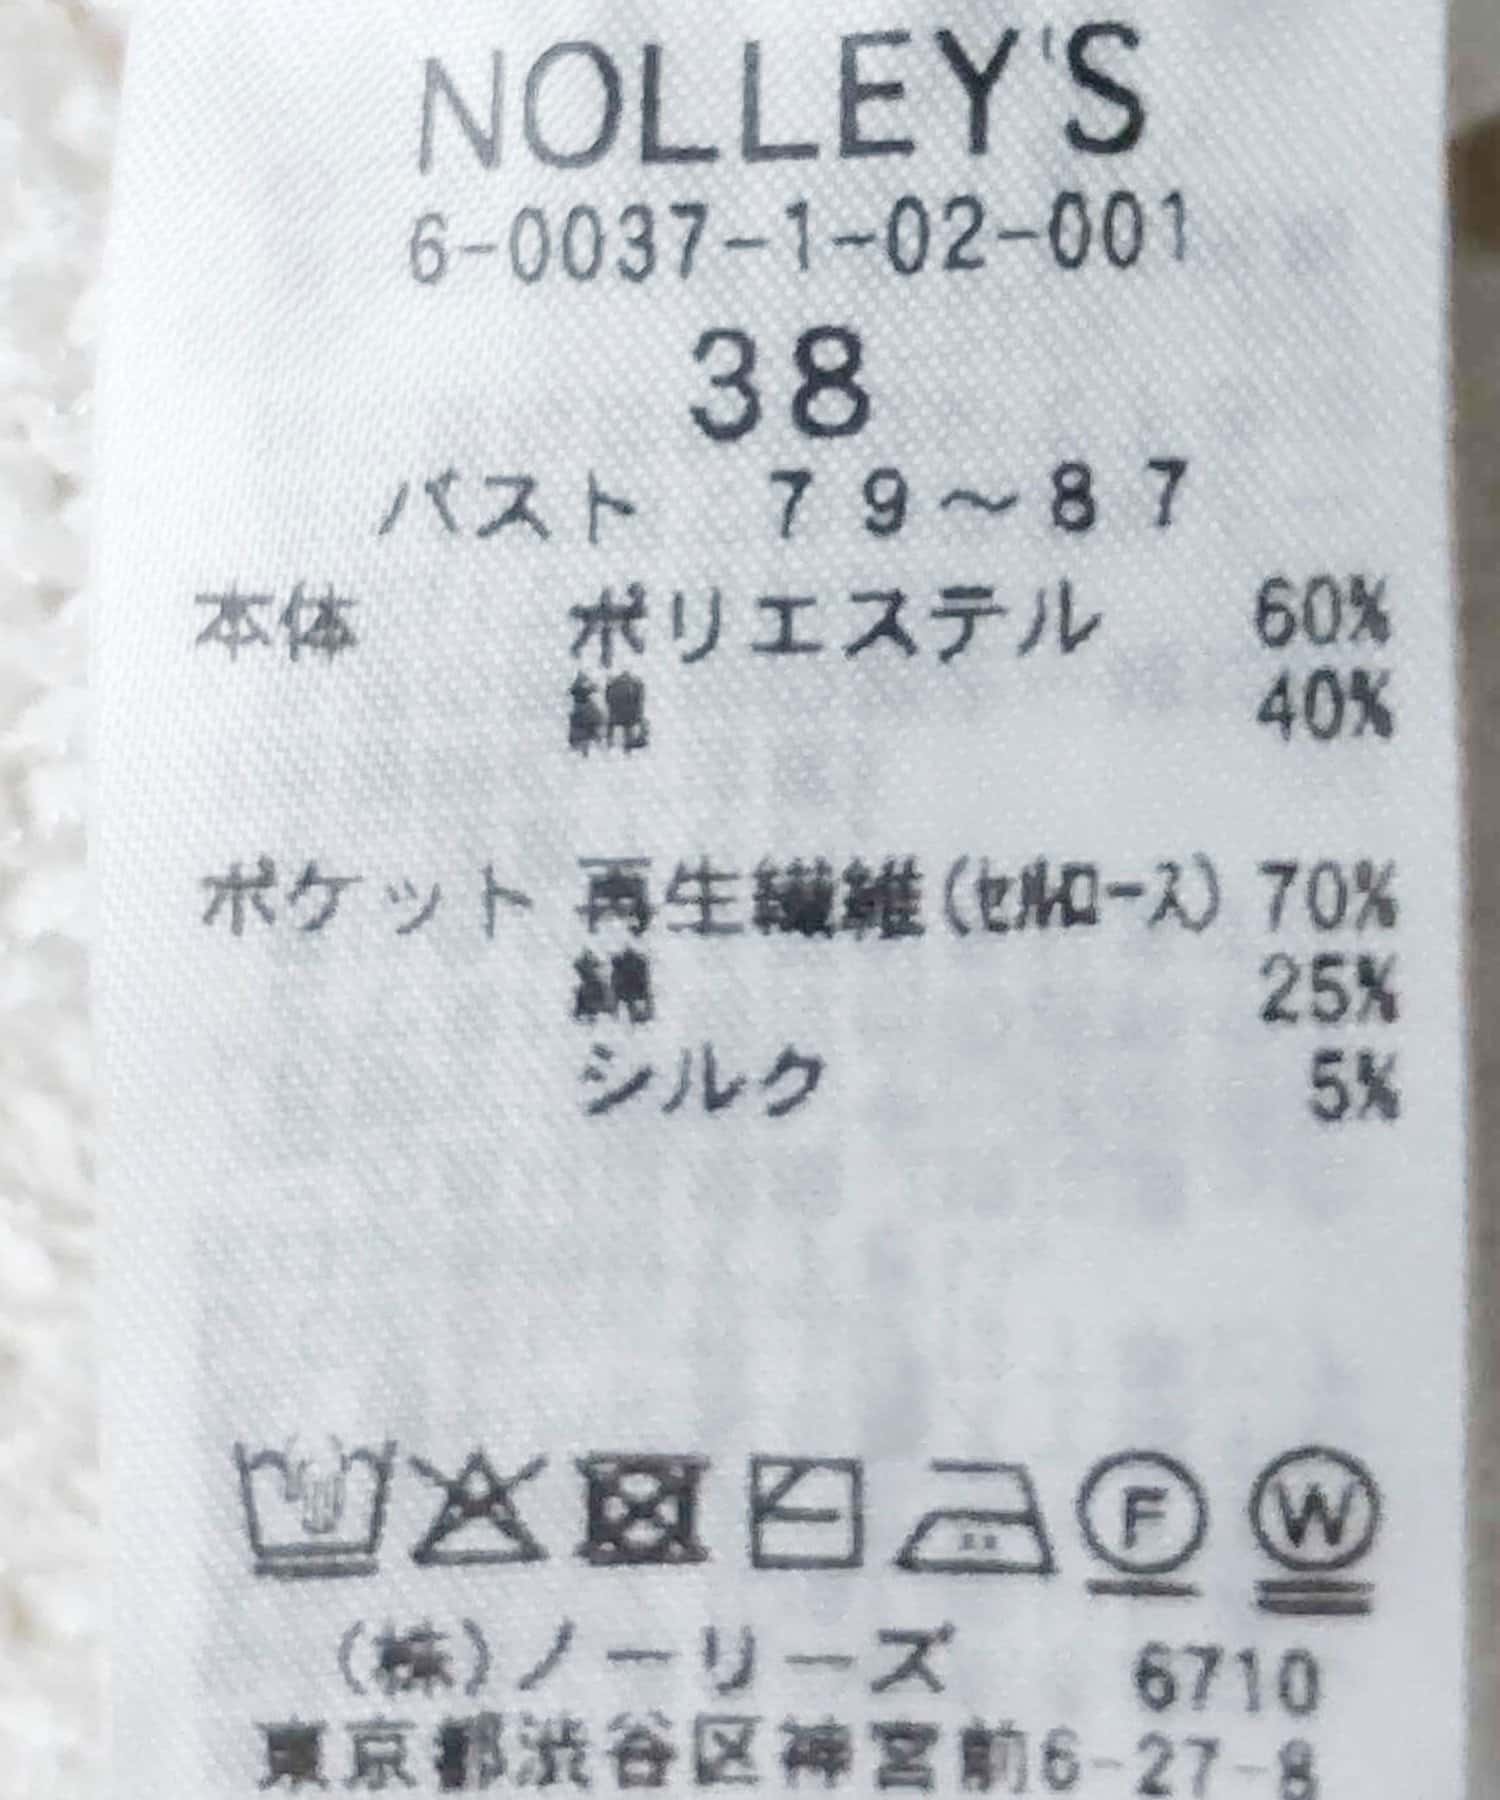 NOLLEY'S
6-0037-1-02-001
38
バスト 79～87
本体 ポリエステル 60%
綿 40%
ポケット 再生繊維(セルロース) 70%
綿 25%
シルク 5%
F W
(株)ノーリーズ 6710
東京都渋谷区神宮前6-27-8